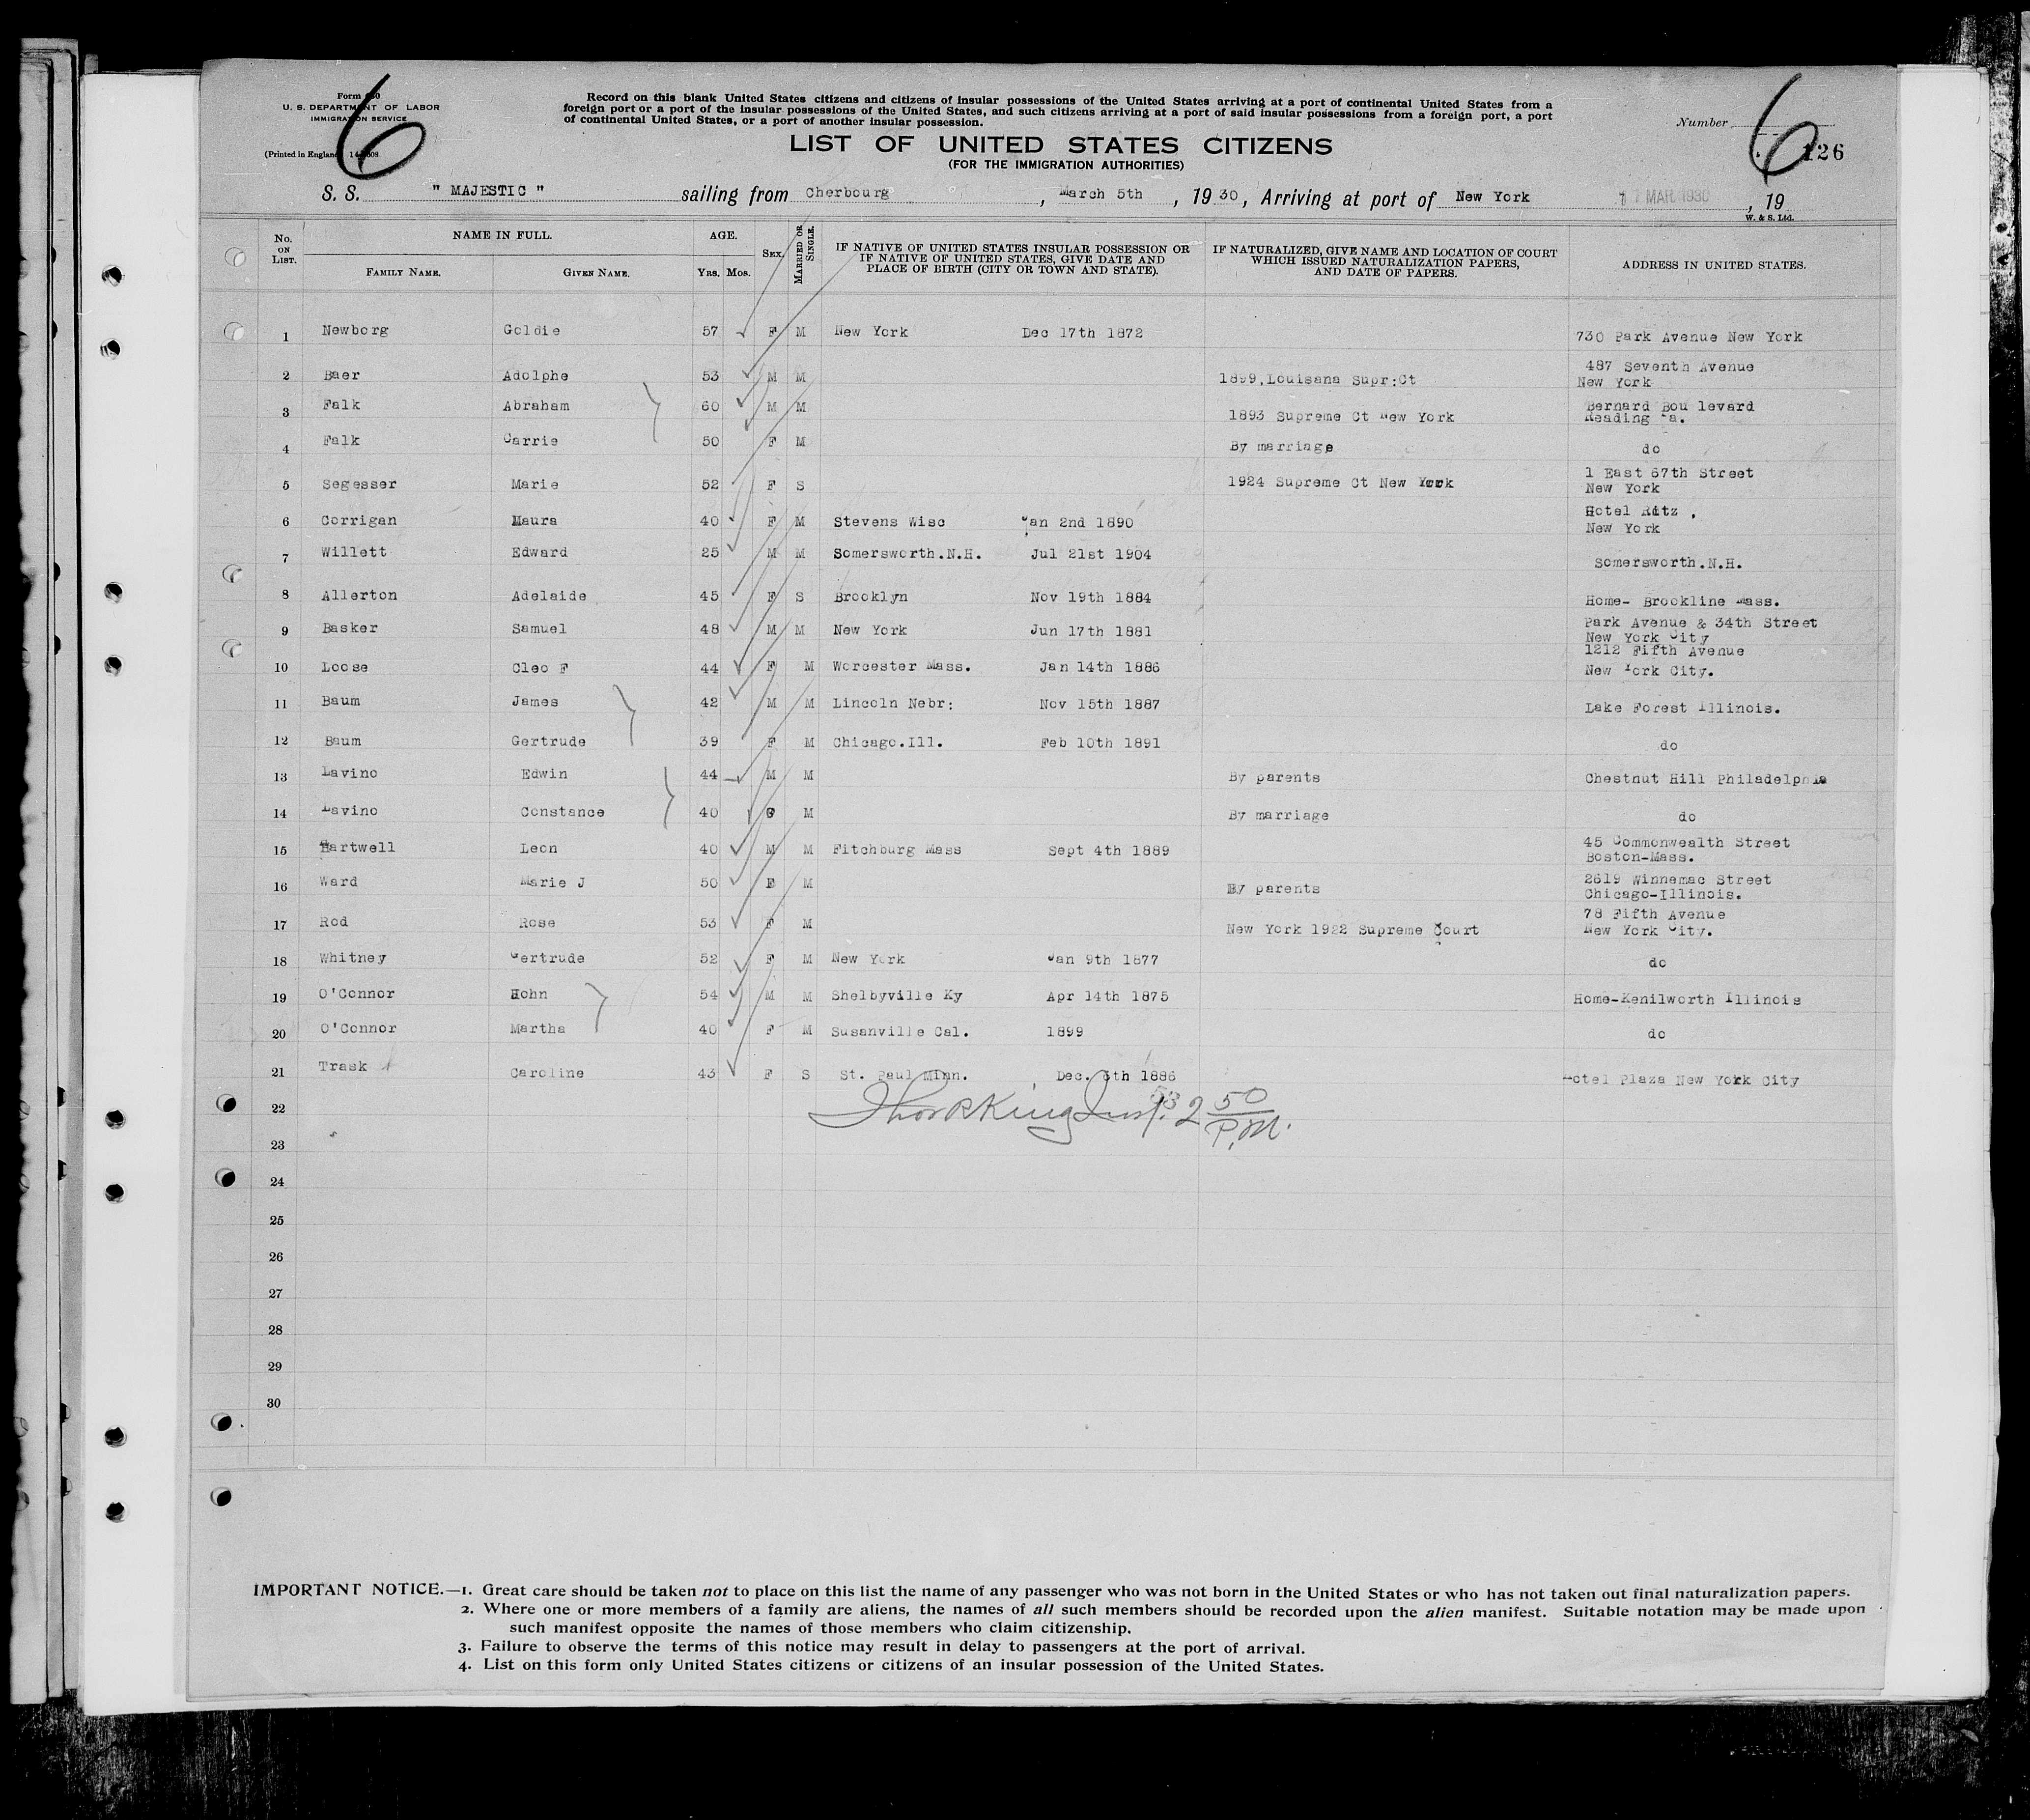 Form 630
U. S. DEPARTMENT OF LABOR
IMMIGRATION SERVICE
(Printed in England)
6
Record on this blank United States citizens and citizens of insular possessions of the United States arriving at a port of continental United States from a
foreign port or a port of the insular possessions of the United States, and such citizens arriving at a port of said insular possessions from a foreign port, a port
of continental United States, or a port of another insular possession.
LIST OF UNITED STATES CITIZENS
(FOR THE IMMIGRATION AUTHORITIES)
Number
6
126
S. S. " MAJESTIC " sailing from Cherbourg , March 5th , 19 30, Arriving at port of New York 11 MAR 1930 , 19
W. & S. Ltd.
No. ON LIST. NAME IN FULL. AGE. SEX. MARRIED OR SINGLE. IF NATIVE OF UNITED STATES INSULAR POSSESSION OR IF NATIVE OF UNITED STATES, GIVE DATE AND PLACE OF BIRTH (CITY OR TOWN AND STATE). IF NATURALIZED, GIVE NAME AND LOCATION OF COURT WHICH ISSUED NATURALIZATION PAPERS, AND DATE OF PAPERS. ADDRESS IN UNITED STATES.
FAMILY NAME. GIVEN NAME. Yrs. Mos.
1 Newborg Goldie 57 F M New York Dec 17th 1872 730 Park Avenue New York
2 Baer Adolphe 53 M M 1899,Louisana Supr:Ct 487 Seventh Avenue
New York
3 Falk Abraham 60 M M 1893 Supreme Ct New York Bernard Bou levard
Reading Pa.
4 Falk Carrie 50 F M By marriage do
5 Segesser Marie 52 F S 1924 Supreme Ct New York 1 East 67th Street
New York
6 Corrigan Maura 40 F M Stevens Wisc Jan 2nd 1890 Hotel Ritz ,
New York
7 Willett Edward 25 M M Somersworth.N.H. Jul 21st 1904 Somersworth.N.H.
8 Allerton Adelaide 45 F S Brooklyn Nov 19th 1884 Home- Brookline Mass.
9 Basker Samuel 48 M M New York Jun 17th 1881 Park Avenue & 34th Street
New York City
10 Loose Cleo F 44 F M Worcester Mass. Jan 14th 1886 1212 Fifth Avenue
New York City.
11 Baum James 42 M M Lincoln Nebr: Nov 15th 1887 Lake Forest Illinois.
12 Baum Gertrude 39 F M Chicago.Ill. Feb 10th 1891 do
13 Lavino Edwin 44 M M By parents Chestnut Hill Philadelphia
14 Lavino Constance 40 M By marriage do
15 Hartwell Leon 40 M M Fitchburg Mass Sept 4th 1889 45 Commonwealth Street
Boston-Mass.
16 Ward Marie J 50 F M By parents 2619 Winnemac Street
Chicago-Illinois.
17 Rod Rose 53 F M New York 1922 Supreme Court 78 Fifth Avenue
New York City.
18 Whitney Gertrude 52 F M New York Jan 9th 1877 do
19 O'Connor Hohn 54 M M Shelbyville Ky Apr 14th 1875 Home-Kenilworth Illinois
20 O'Connor Martha 40 F M Susanville Cal. 1899 do
21 Trask Caroline 43 F S St. Paul MInn. Dec. 6th 1886 Hotel Plaza New York City
22 Thos R King Insp. 53 2 50 P.M.
23
24
25
26
27
28
29
30
IMPORTANT NOTICE.—1. Great care should be taken not to place on this list the name of any passenger who was not born in the United States or who has not taken out final naturalization papers.
2. Where one or more members of a family are aliens, the names of all such members should be recorded upon the alien manifest. Suitable notation may be made upon
such manifest opposite the names of those members who claim citizenship.
3. Failure to observe the terms of this notice may result in delay to passengers at the port of arrival.
4. List on this form only United States citizens or citizens of an insular possession of the United States.